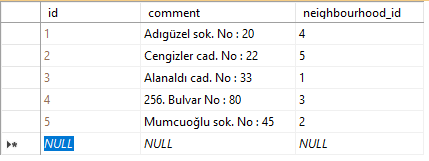 id comment neighbourhood_id
1 Adıgüzel sok. No : 20 4
2 Cengizler cad. No : 22 5
3 Alanaldı cad. No : 33 1
4 256. Bulvar No : 80 3
5 Mumcuoğlu sok. No : 45 2
NULL NULL NULL